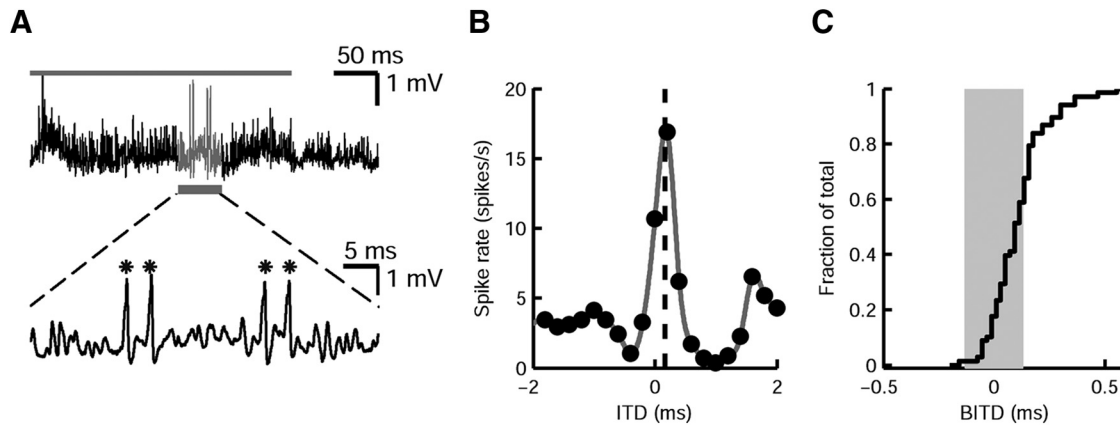 A
50 ms
1 mV
5 ms
1 mV
* * * *
B
20
15
10
5
0
Spike rate (spikes/s)
−2 0 2
ITD (ms)
C
1
0.8
0.6
0.4
0.2
0
Fraction of total
−0.5 0 0.5
BITD (ms)